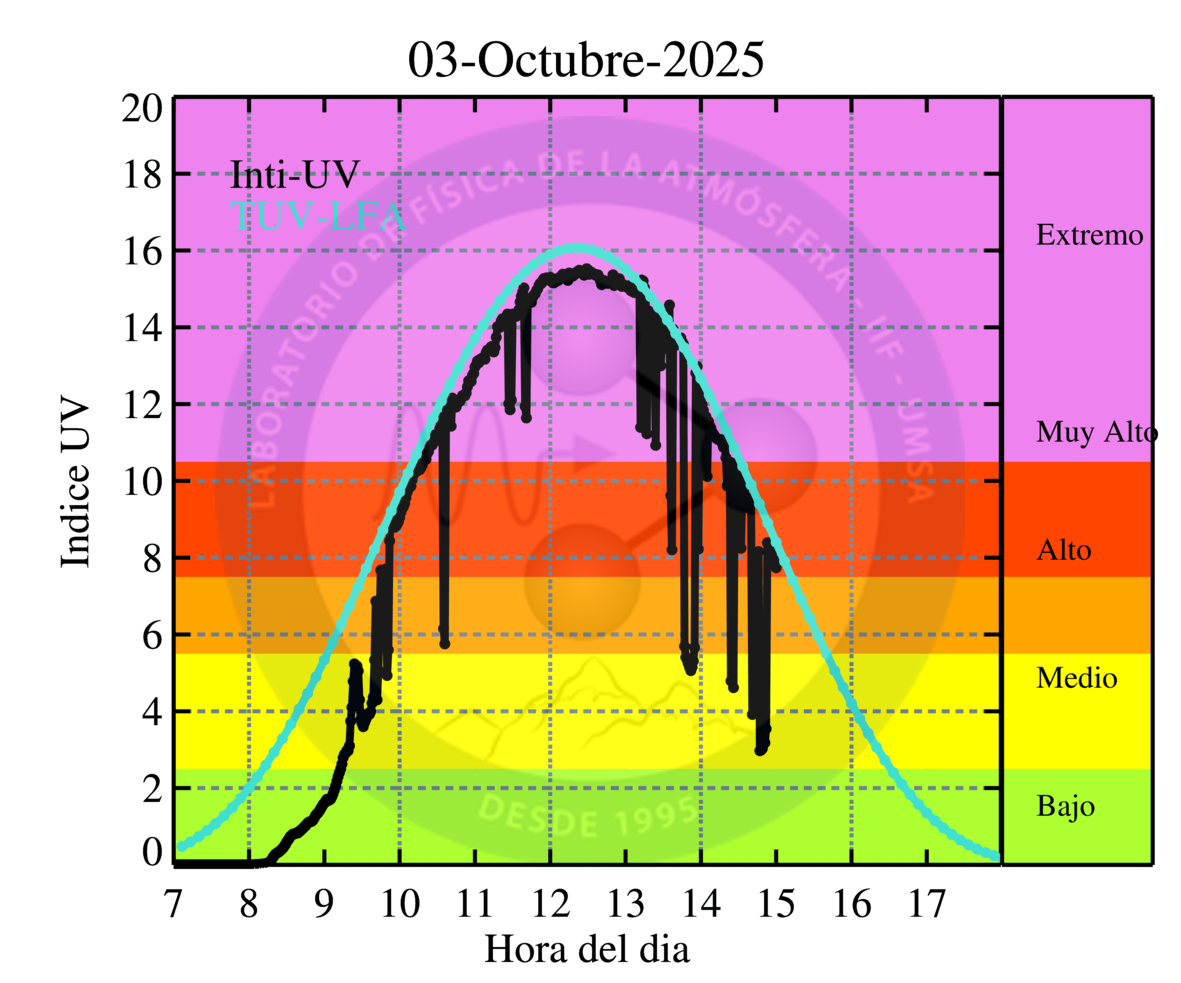 03-Octubre-2025
Inti-UV
TUV-LFA
LABORATORIO DE FÍSICA DE LA ATMÓSFERA - IIF - UMSA
DESDE 1995
Indice UV
20
18
16
14
12
10
8
6
4
2
0
7 8 9 10 11 12 13 14 15 16 17
Hora del dia
Extremo
Muy Alto
Alto
Medio
Bajo